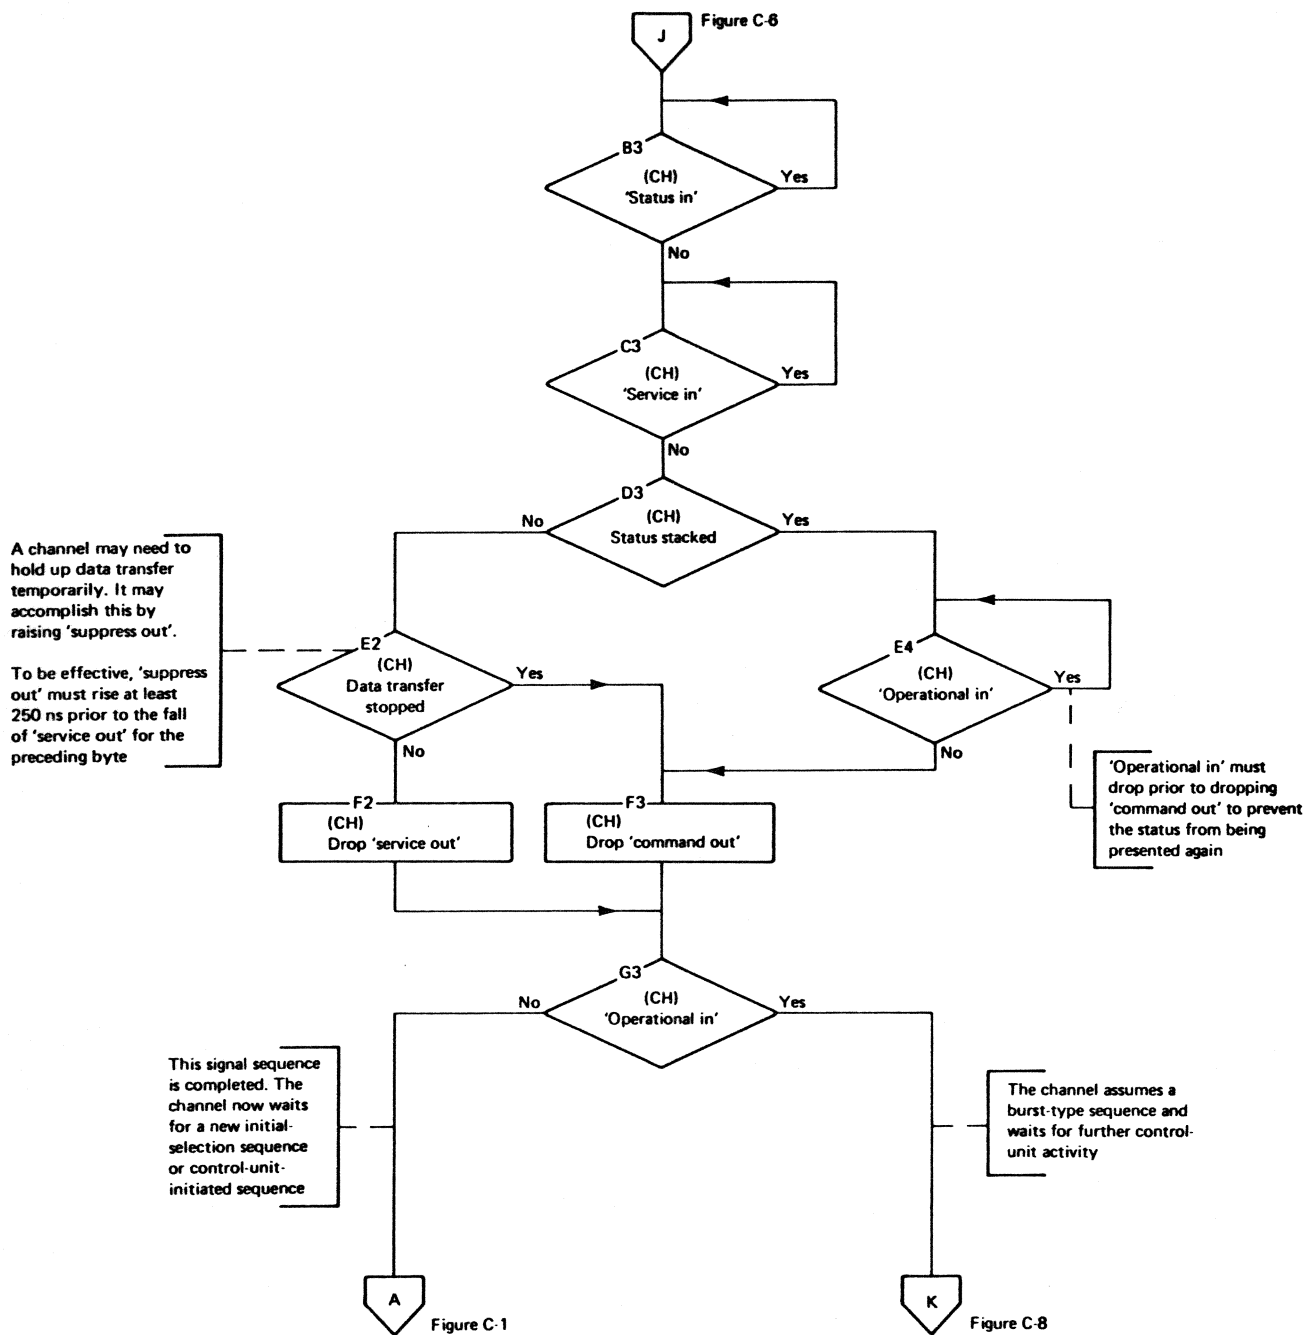 Figure C-6
J
B3
(CH)
'Status in'
Yes
No
C3
(CH)
'Service in'
Yes
No
D3
(CH)
Status stacked
No
Yes
A channel may need to
hold up data transfer
temporarily. It may
accomplish this by
raising 'suppress out'.
To be effective, 'suppress
out' must rise at least
250 ns prior to the fall
of 'service out' for the
preceding byte
E2
(CH)
Data transfer
stopped
Yes
No
E4
(CH)
'Operational in'
Yes
No
'Operational in' must
drop prior to dropping
'command out' to prevent
the status from being
presented again
F2
(CH)
Drop 'service out'
F3
(CH)
Drop 'command out'
G3
(CH)
'Operational in'
No
Yes
This signal sequence
is completed. The
channel now waits
for a new initial-
selection sequence
or control-unit-
initiated sequence
The channel assumes a
burst-type sequence and
waits for further control-
unit activity
A
Figure C-1
K
Figure C-8